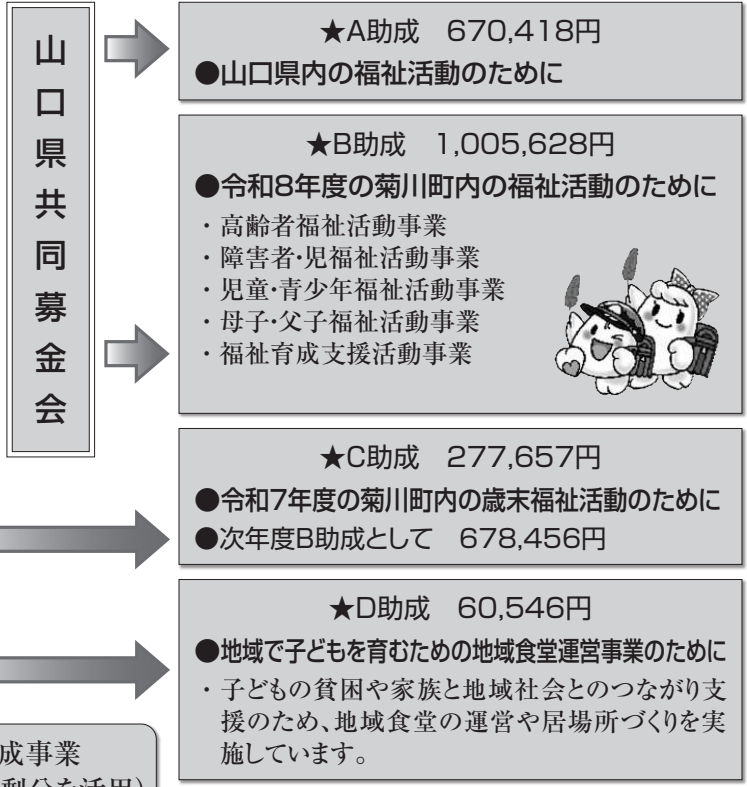 山口県共同募金会
★A助成　670,418円
●山口県内の福祉活動のために
★B助成　1,005,628円
●令和8年度の菊川町内の福祉活動のために
・高齢者福祉活動事業
・障害者・児福祉活動事業
・児童・青少年福祉活動事業
・母子・父子福祉活動事業
・福祉育成支援活動事業
★C助成　277,657円
●令和7年度の菊川町内の歳末福祉活動のために
●次年度B助成として　678,456円
★D助成　60,546円
●地域で子どもを育むための地域食堂運営事業のために
・子どもの貧困や家族と地域社会とのつながり支
援のため、地域食堂の運営や居場所づくりを実
施しています。
成事業
剰分を活用）